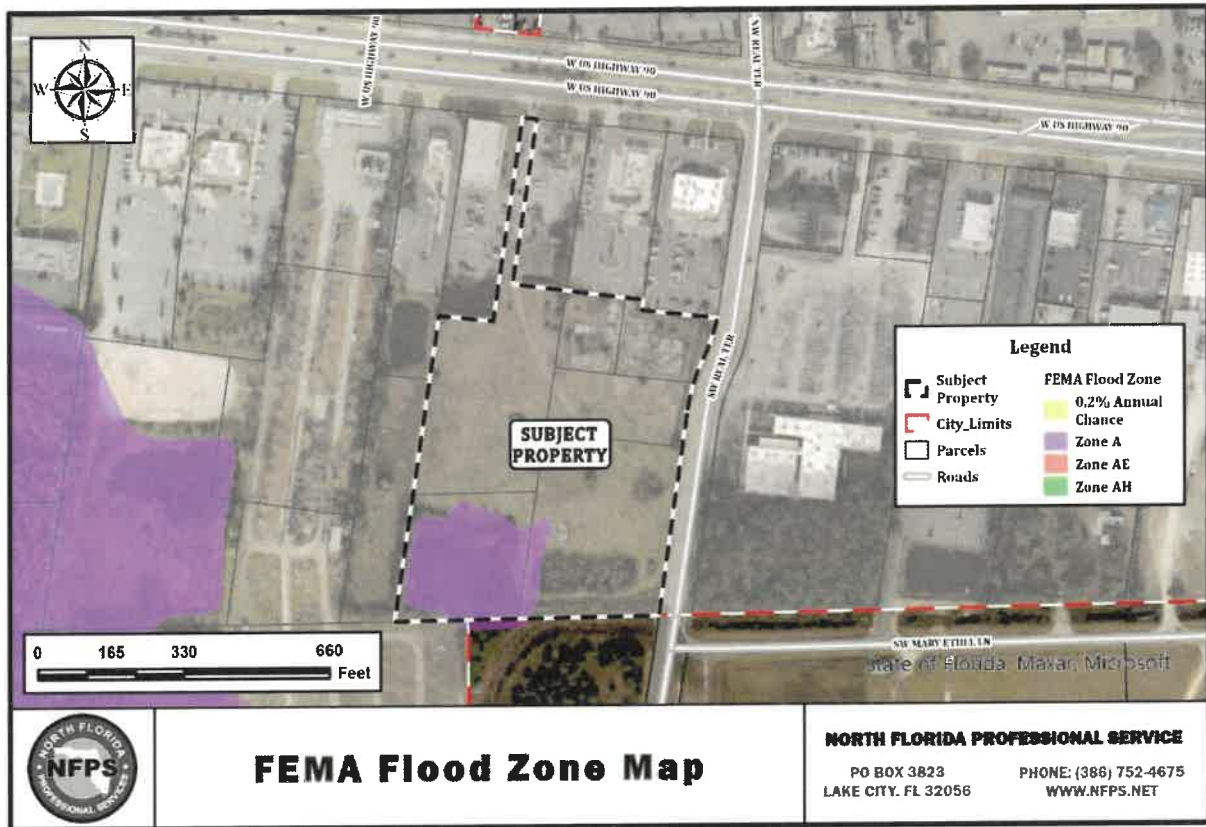 N
W E
S
W US HIGHWAY 90
W US HIGHWAY 90
W US HIGHWAY 90
W US HIGHWAY 90
SW REAL TER
SW REAL TER
SUBJECT
PROPERTY
Legend
Subject
Property
City_Limits
Parcels
Roads
FEMA Flood Zone
0.2% Annual
Chance
Zone A
Zone AE
Zone AH
SW MARY ETHEL LN
State of Florida, Maxar, Microsoft
0 165 330 660
Feet
NORTH FLORIDA
NFPS
PROFESSIONAL SERVICES
FEMA Flood Zone Map
NORTH FLORIDA PROFESSIONAL SERVICE
PO BOX 3823
LAKE CITY, FL 32056
PHONE: (386) 752-4675
WWW.NFPS.NET